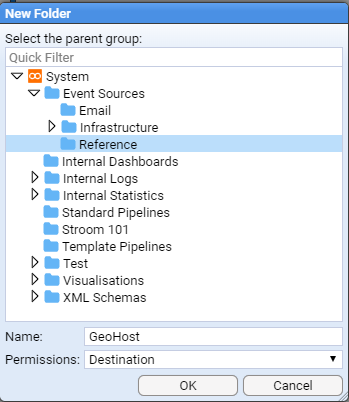 New Folder
Select the parent group:
Quick Filter
System
Event Sources
Email
Infrastructure
Reference
Internal Dashboards
Internal Logs
Internal Statistics
Standard Pipelines
Stroom 101
Template Pipelines
Test
Visualisations
XML Schemas
Name: GeoHost
Permissions: Destination
OK Cancel